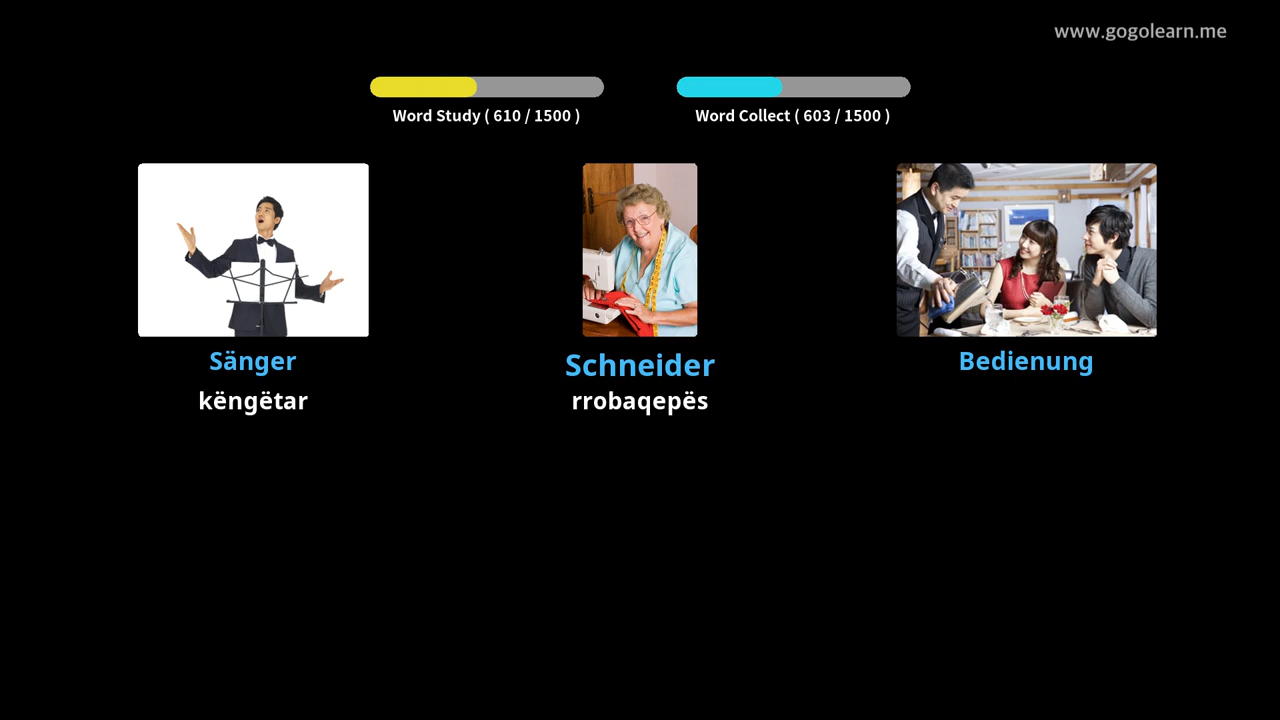 www.gogolearn.me
Word Study ( 610 / 1500 )
Word Collect ( 603 / 1500 )
Sänger
Schneider
Bedienung
këngëtar
rrobaqepës